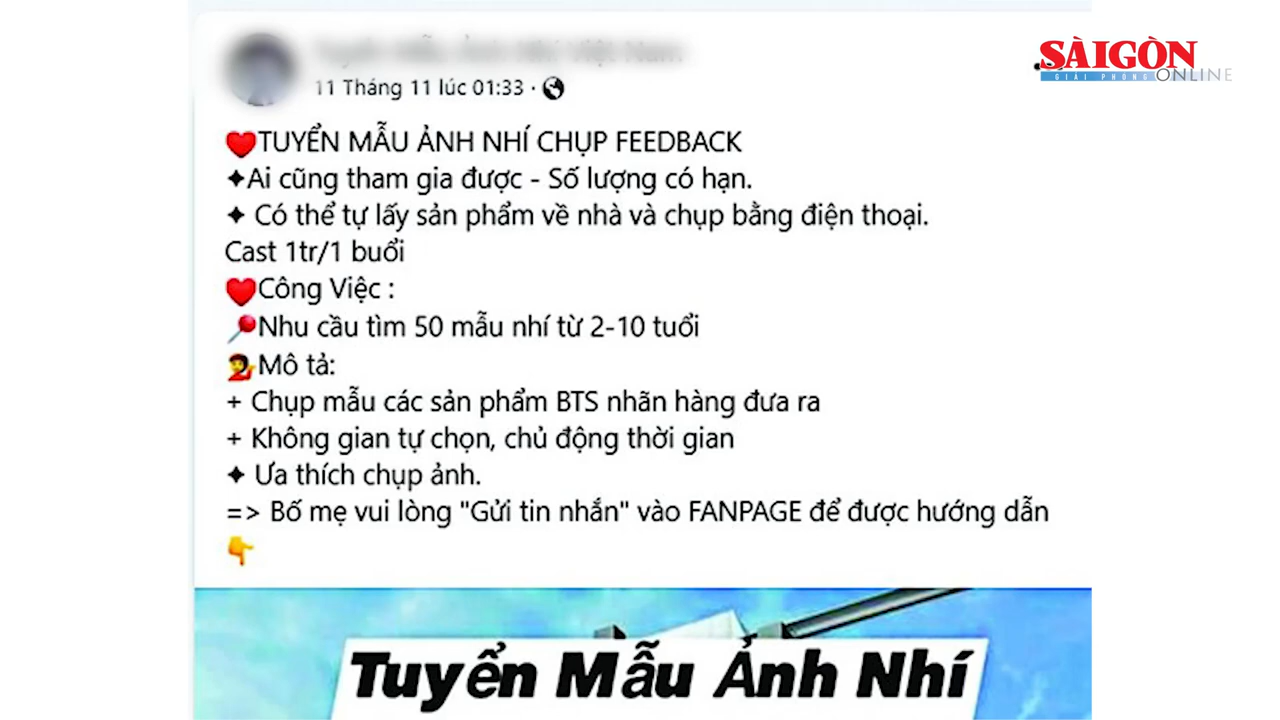 SÀIGÒN
GIẢI PHÓNG ONLINE
11 Tháng 11 lúc 01:33 ·
❤️TUYỂN MẪU ẢNH NHÍ CHỤP FEEDBACK
✦Ai cũng tham gia được - Số lượng có hạn.
✦ Có thể tự lấy sản phẩm về nhà và chụp bằng điện thoại.
Cast 1tr/1 buổi
❤️Công Việc :
📍Nhu cầu tìm 50 mẫu nhí từ 2-10 tuổi
💁Mô tả:
+ Chụp mẫu các sản phẩm BTS nhãn hàng đưa ra
+ Không gian tự chọn, chủ động thời gian
✦ Ưa thích chụp ảnh.
=> Bố mẹ vui lòng "Gửi tin nhắn" vào FANPAGE để được hướng dẫn
👇
Tuyển Mẫu Ảnh Nhí